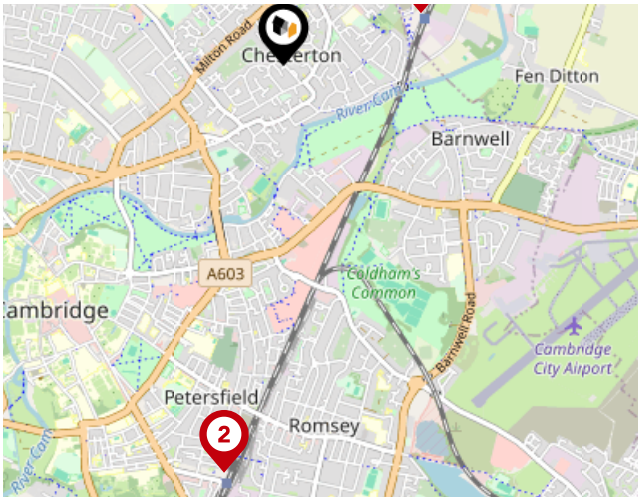 Milton Road
Chesterton
Fen Ditton
River Cam
Barnwell
A603
Coldham's
Common
Cambridge
Barnwell Road
Cambridge
City Airport
Petersfield
2
Romsey
River Cam